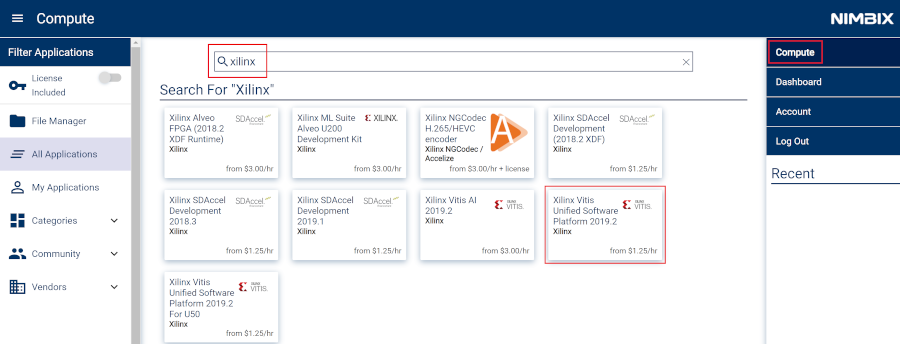 Compute
NIMBIX
Filter Applications
License
Included
File Manager
All Applications
My Applications
Categories
Community
Vendors
xilinx
Search For "Xilinx"
Xilinx Alveo
FPGA (2018.2
XDF Runtime)
Xilinx
SDAccel
from $3.00/hr
Xilinx ML Suite
Alveo U200
Development Kit
Xilinx
XILINX
from $3.00/hr
Xilinx NGCodec
H.265/HEVC
encoder
Xilinx NGCodec /
Accelize
from $3.00/hr + license
Xilinx SDAccel
Development
(2018.2 XDF)
Xilinx
SDAccel
from $1.25/hr
Xilinx SDAccel
Development
2018.3
Xilinx
SDAccel
from $1.25/hr
Xilinx SDAccel
Development
2019.1
Xilinx
SDAccel
from $1.25/hr
Xilinx Vitis AI
2019.2
Xilinx
XILINX
VITIS.
from $3.00/hr
Xilinx Vitis
Unified Software
Platform 2019.2
Xilinx
XILINX
VITIS.
from $1.25/hr
Xilinx Vitis
Unified Software
Platform 2019.2
For U50
Xilinx
XILINX
VITIS.
from $1.25/hr
Compute
Dashboard
Account
Log Out
Recent